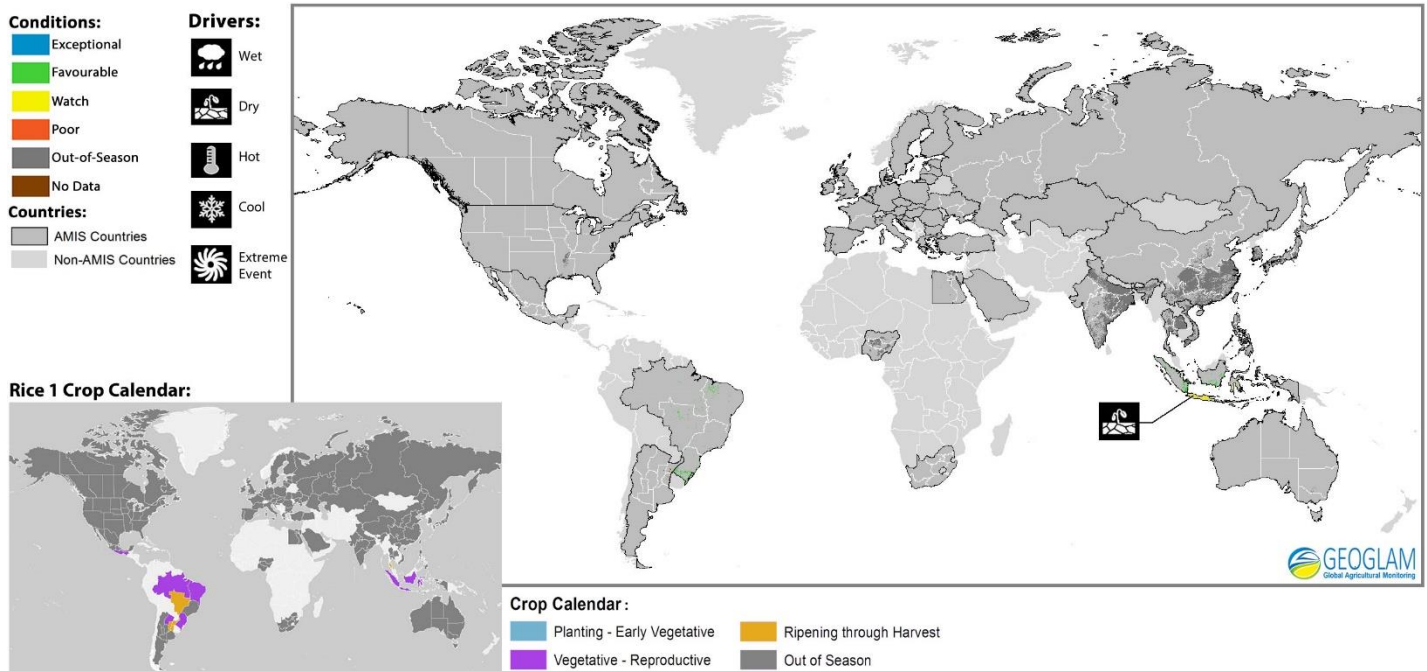 Conditions:
Exceptional
Favourable
Watch
Poor
Out-of-Season
No Data
Countries:
AMIS Countries
Non-AMIS Countries
Drivers:
Wet
Dry
Hot
Cool
Extreme
Event
Rice 1 Crop Calendar:
GEOGLAM
Global Agricultural Monitoring
Crop Calendar :
Planting - Early Vegetative
Vegetative - Reproductive
Ripening through Harvest
Out of Season